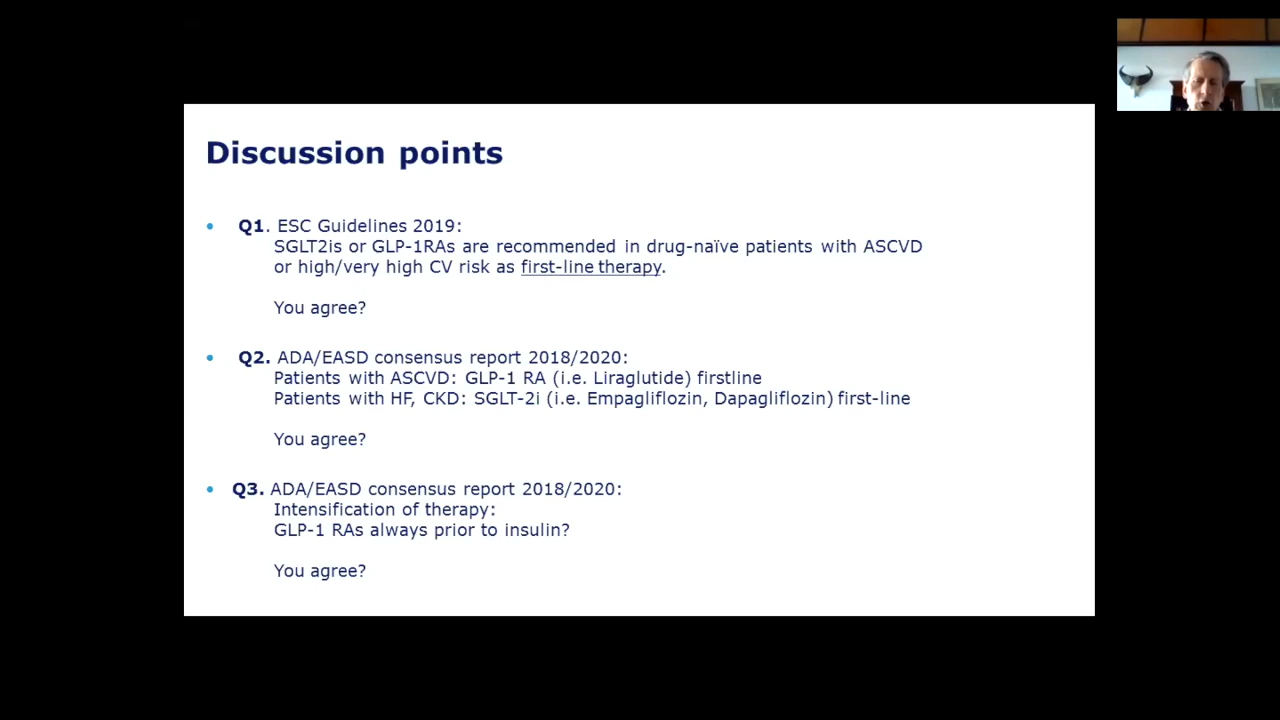 Discussion points
• Q1. ESC Guidelines 2019:
SGLT2is or GLP-1RAs are recommended in drug-naïve patients with ASCVD
or high/very high CV risk as first-line therapy.
You agree?
• Q2. ADA/EASD consensus report 2018/2020:
Patients with ASCVD: GLP-1 RA (i.e. Liraglutide) firstline
Patients with HF, CKD: SGLT-2i (i.e. Empagliflozin, Dapagliflozin) first-line
You agree?
• Q3. ADA/EASD consensus report 2018/2020:
Intensification of therapy:
GLP-1 RAs always prior to insulin?
You agree?